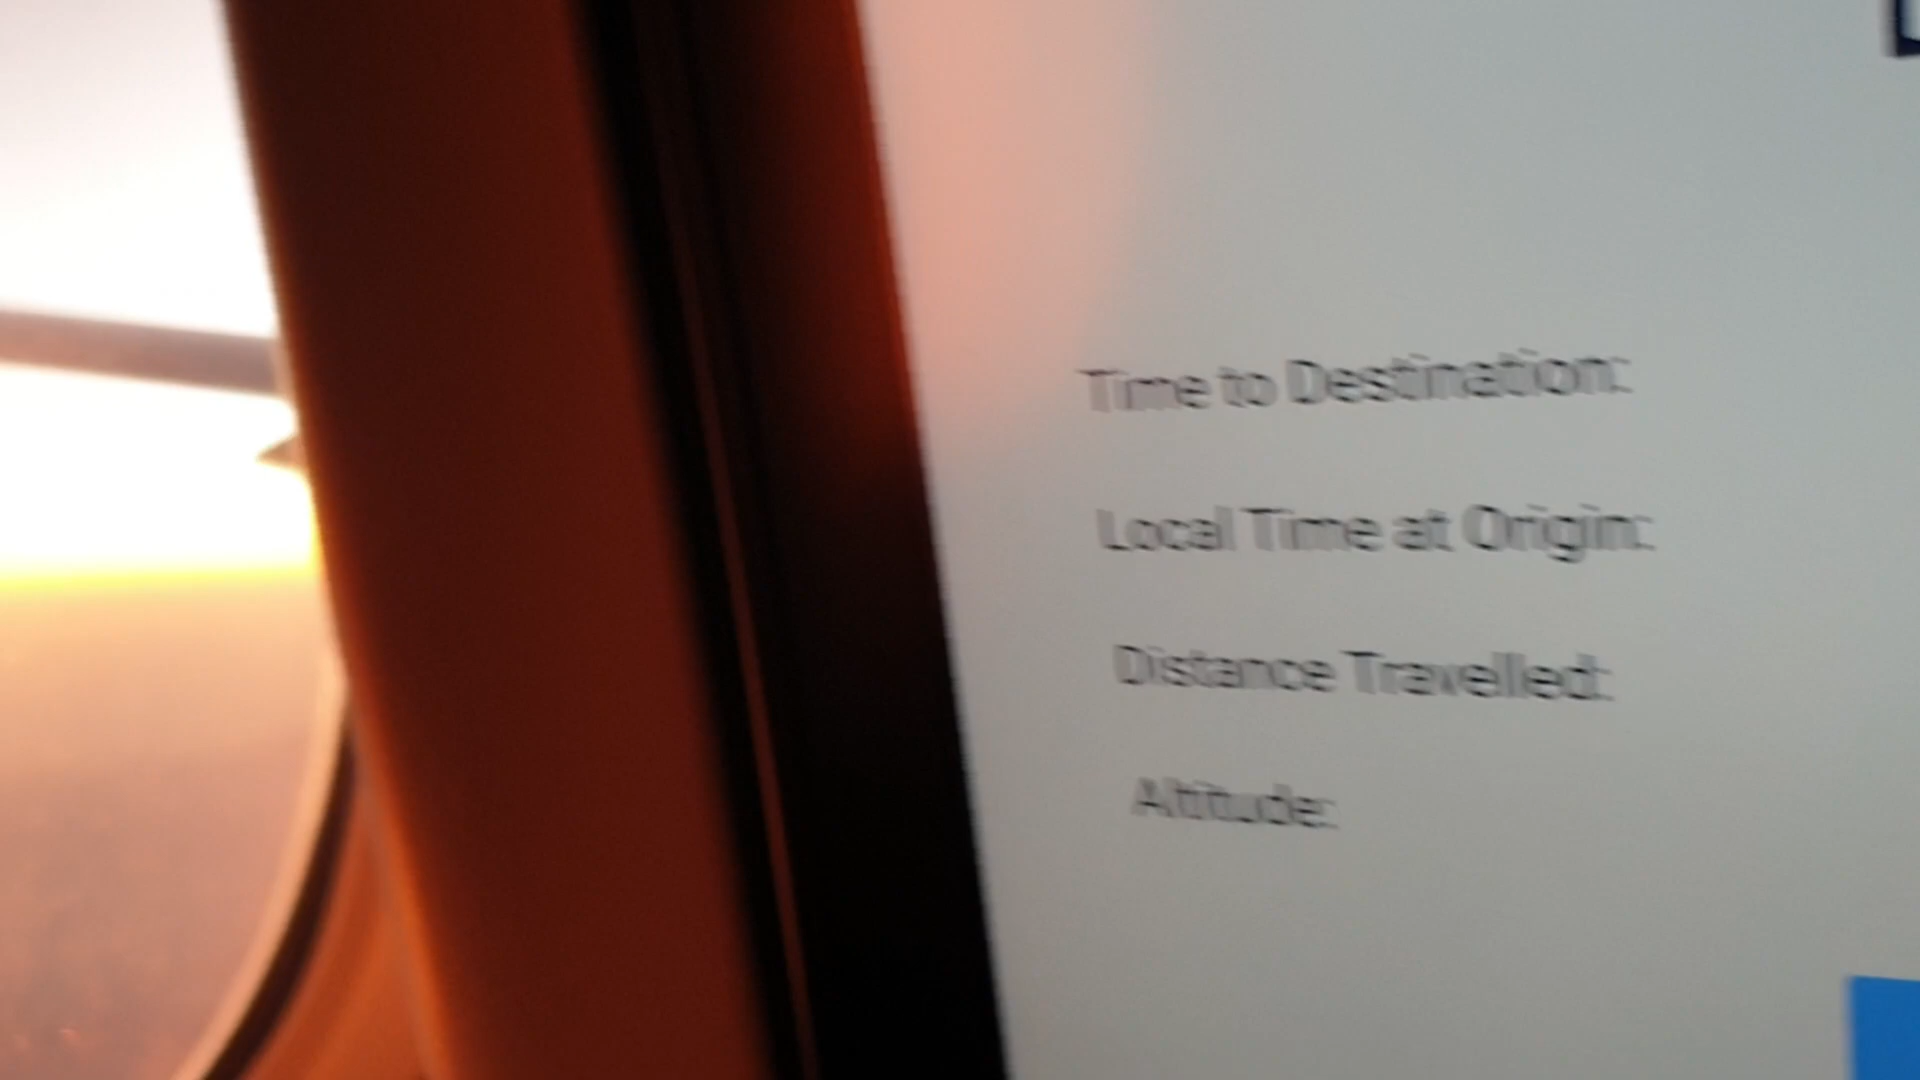 Time to Destination:
Local Time at Origin:
Distance Travelled:
Altitude: